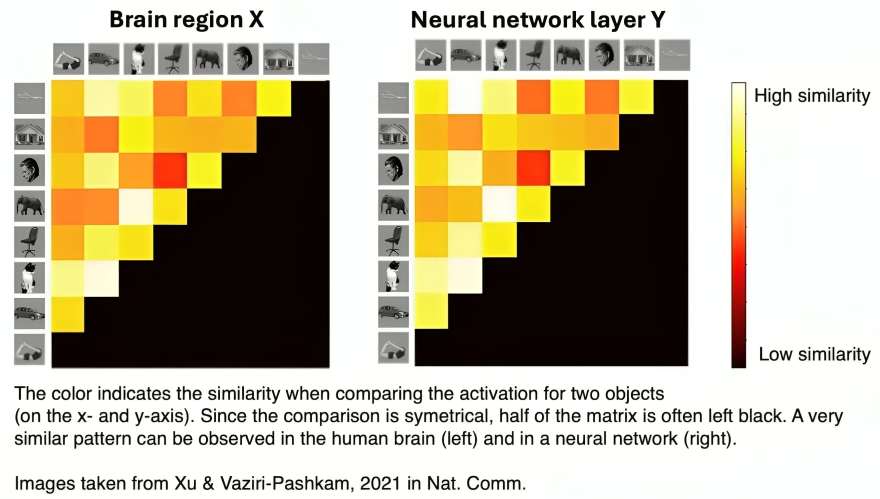 Brain region X
Neural network layer Y
High similarity
Low similarity
The color indicates the similarity when comparing the activation for two objects
(on the x- and y-axis). Since the comparison is symetrical, half of the matrix is often left black. A very
similar pattern can be observed in the human brain (left) and in a neural network (right).
Images taken from Xu & Vaziri-Pashkam, 2021 in Nat. Comm.